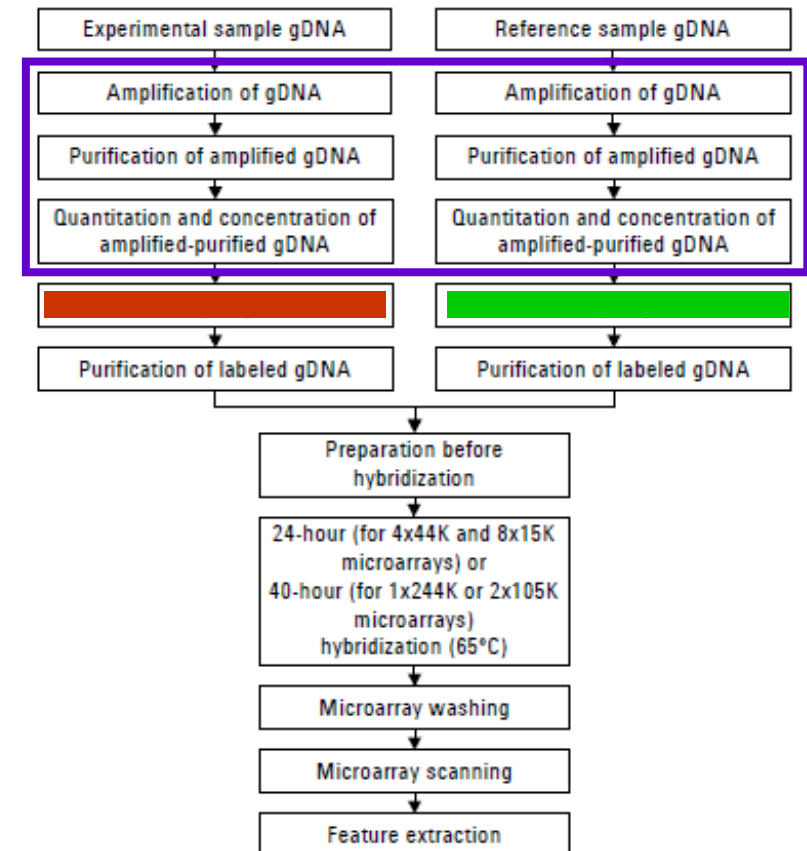 Experimental sample gDNA
Reference sample gDNA
Amplification of gDNA
Amplification of gDNA
Purification of amplified gDNA
Purification of amplified gDNA
Quantitation and concentration of
amplified-purified gDNA
Quantitation and concentration of
amplified-purified gDNA
Purification of labeled gDNA
Purification of labeled gDNA
Preparation before
hybridization
24-hour (for 4x44K and 8x15K
microarrays) or
40-hour (for 1x244K or 2x105K
microarrays)
hybridization (65°C)
Microarray washing
Microarray scanning
Feature extraction